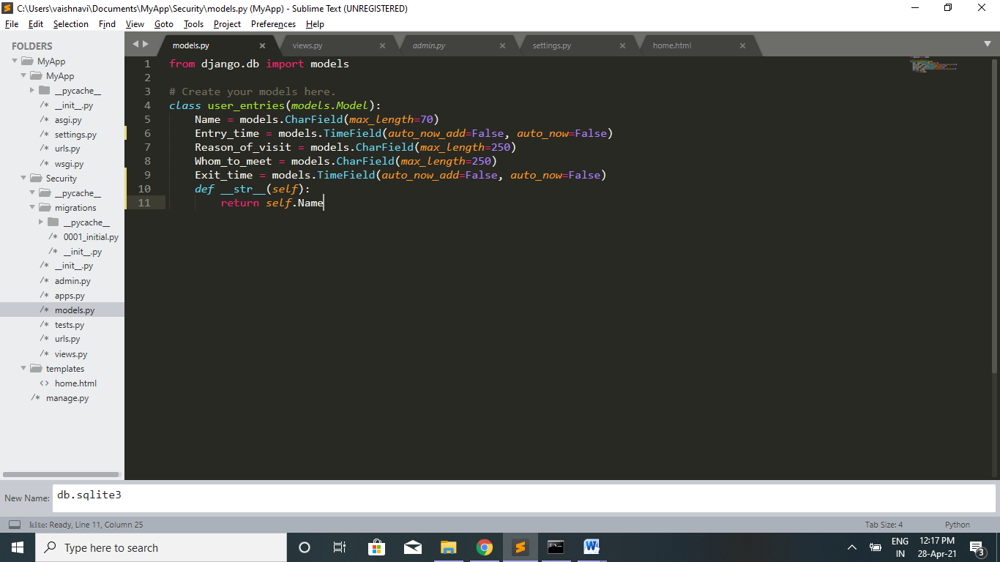 C:\Users\vaishnavi\Documents\MyApp\Security\models.py (MyApp) - Sublime Text (UNREGISTERED)
File Edit Selection Find View Goto Tools Project Preferences Help
FOLDERS
MyApp
MyApp
__pycache__
/* __init__.py
/* asgi.py
/* settings.py
/* urls.py
/* wsgi.py
Security
__pycache__
migrations
__pycache__
/* 0001_initial.py
/* __init__.py
/* __init__.py
/* admin.py
/* apps.py
/* models.py
/* tests.py
/* urls.py
/* views.py
templates
<> home.html
/* manage.py
models.py × views.py × admin.py × settings.py × home.html ×
1 from django.db import models
2
3 # Create your models here.
4 class user_entries(models.Model):
5 Name = models.CharField(max_length=70)
6 Entry_time = models.TimeField(auto_now_add=False, auto_now=False)
7 Reason_of_visit = models.CharField(max_length=250)
8 Whom_to_meet = models.CharField(max_length=250)
9 Exit_time = models.TimeField(auto_now_add=False, auto_now=False)
10 def __str__(self):
11 return self.Name
New Name: db.sqlite3
kite: Ready, Line 11, Column 25
Tab Size: 4 Python
Type here to search
ENG
IN
12:17 PM
28-Apr-21
3